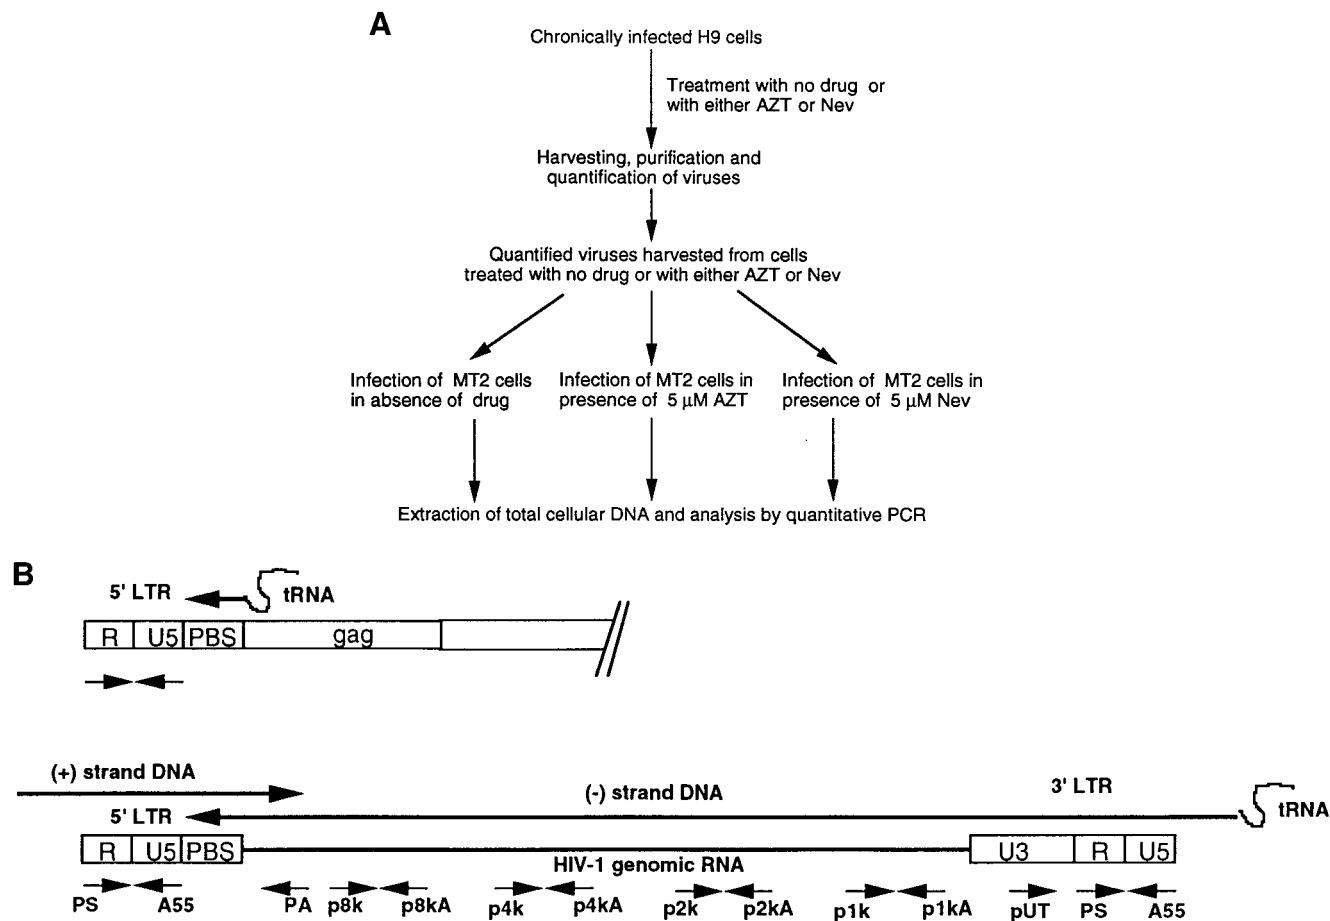 A
Chronically infected H9 cells
Treatment with no drug or
with either AZT or Nev
Harvesting, purification and
quantification of viruses
Quantified viruses harvested from cells
treated with no drug or with either AZT or Nev
Infection of MT2 cells
in absence of drug
Infection of MT2 cells in
presence of 5 µM AZT
Infection of MT2 cells in
presence of 5 µM Nev
Extraction of total cellular DNA and analysis by quantitative PCR
B
5' LTR
tRNA
R U5 PBS gag
(+) strand DNA
(-) strand DNA
3' LTR
tRNA
5' LTR
R U5 PBS
HIV-1 genomic RNA
U3 R U5
PS A55 PA p8k p8kA p4k p4kA p2k p2kA p1k p1kA pUT PS A55